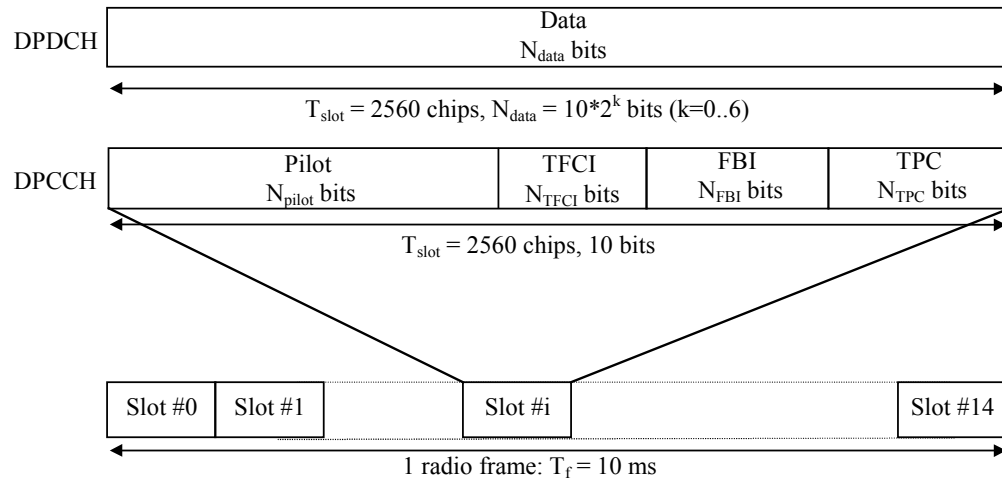 Data
DPDCH
N_data bits
T_slot = 2560 chips, N_data = 10*2^k bits (k=0..6)
Pilot TFCI FBI TPC
DPCCH
N_pilot bits N_TFCI bits N_FBI bits N_TPC bits
T_slot = 2560 chips, 10 bits
Slot #0 Slot #1 Slot #i Slot #14
1 radio frame: T_f = 10 ms